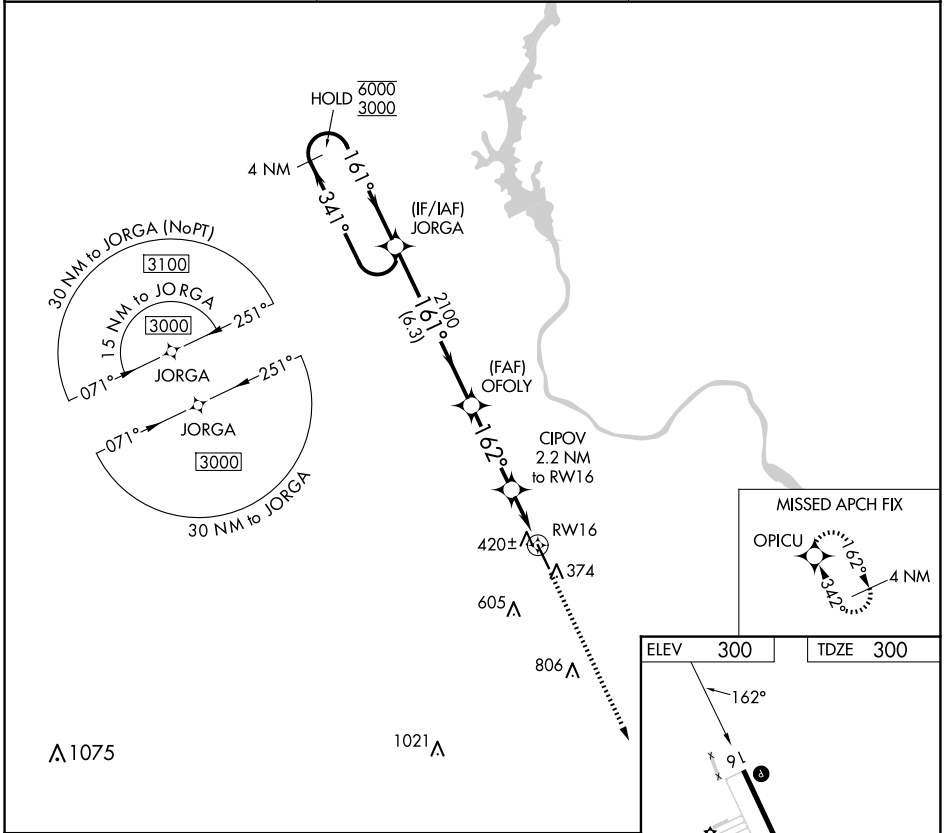 HOLD 6000
3000
4 NM
161°
341°
(IF/IAF)
JORGA
2100
161°
(6.3)
(FAF)
OFOLY
162°
CIPOV
2.2 NM
to RW16
RW16
420±
374
605
806
1021
1075
30 NM to JORGA (NoPT)
3100
15 NM to JORGA
3000
071°
251°
JORGA
071°
251°
JORGA
3000
30 NM to JORGA
MISSED APCH FIX
OPICU
162°
342°
4 NM
ELEV 300
TDZE 300
162°
x
x
16
P